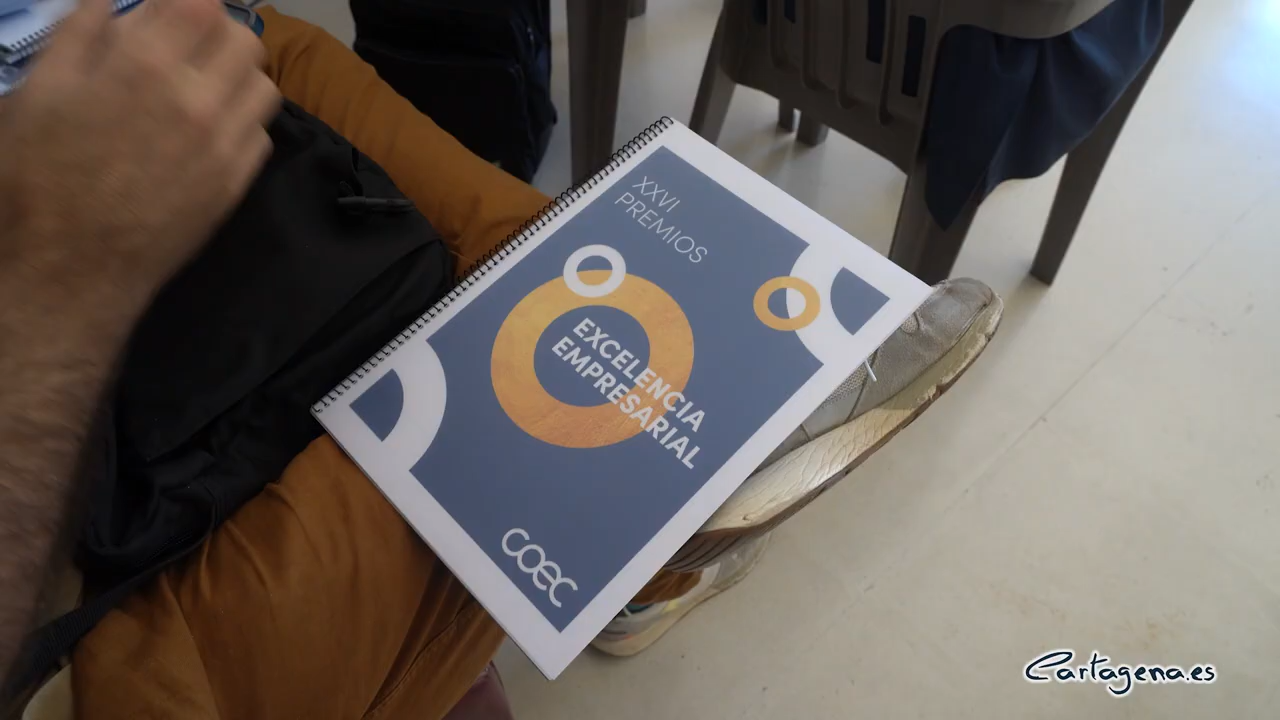 XXVI
PREMIOS
EXCELENCIA
EMPRESARIAL
coec
Cartagena.es